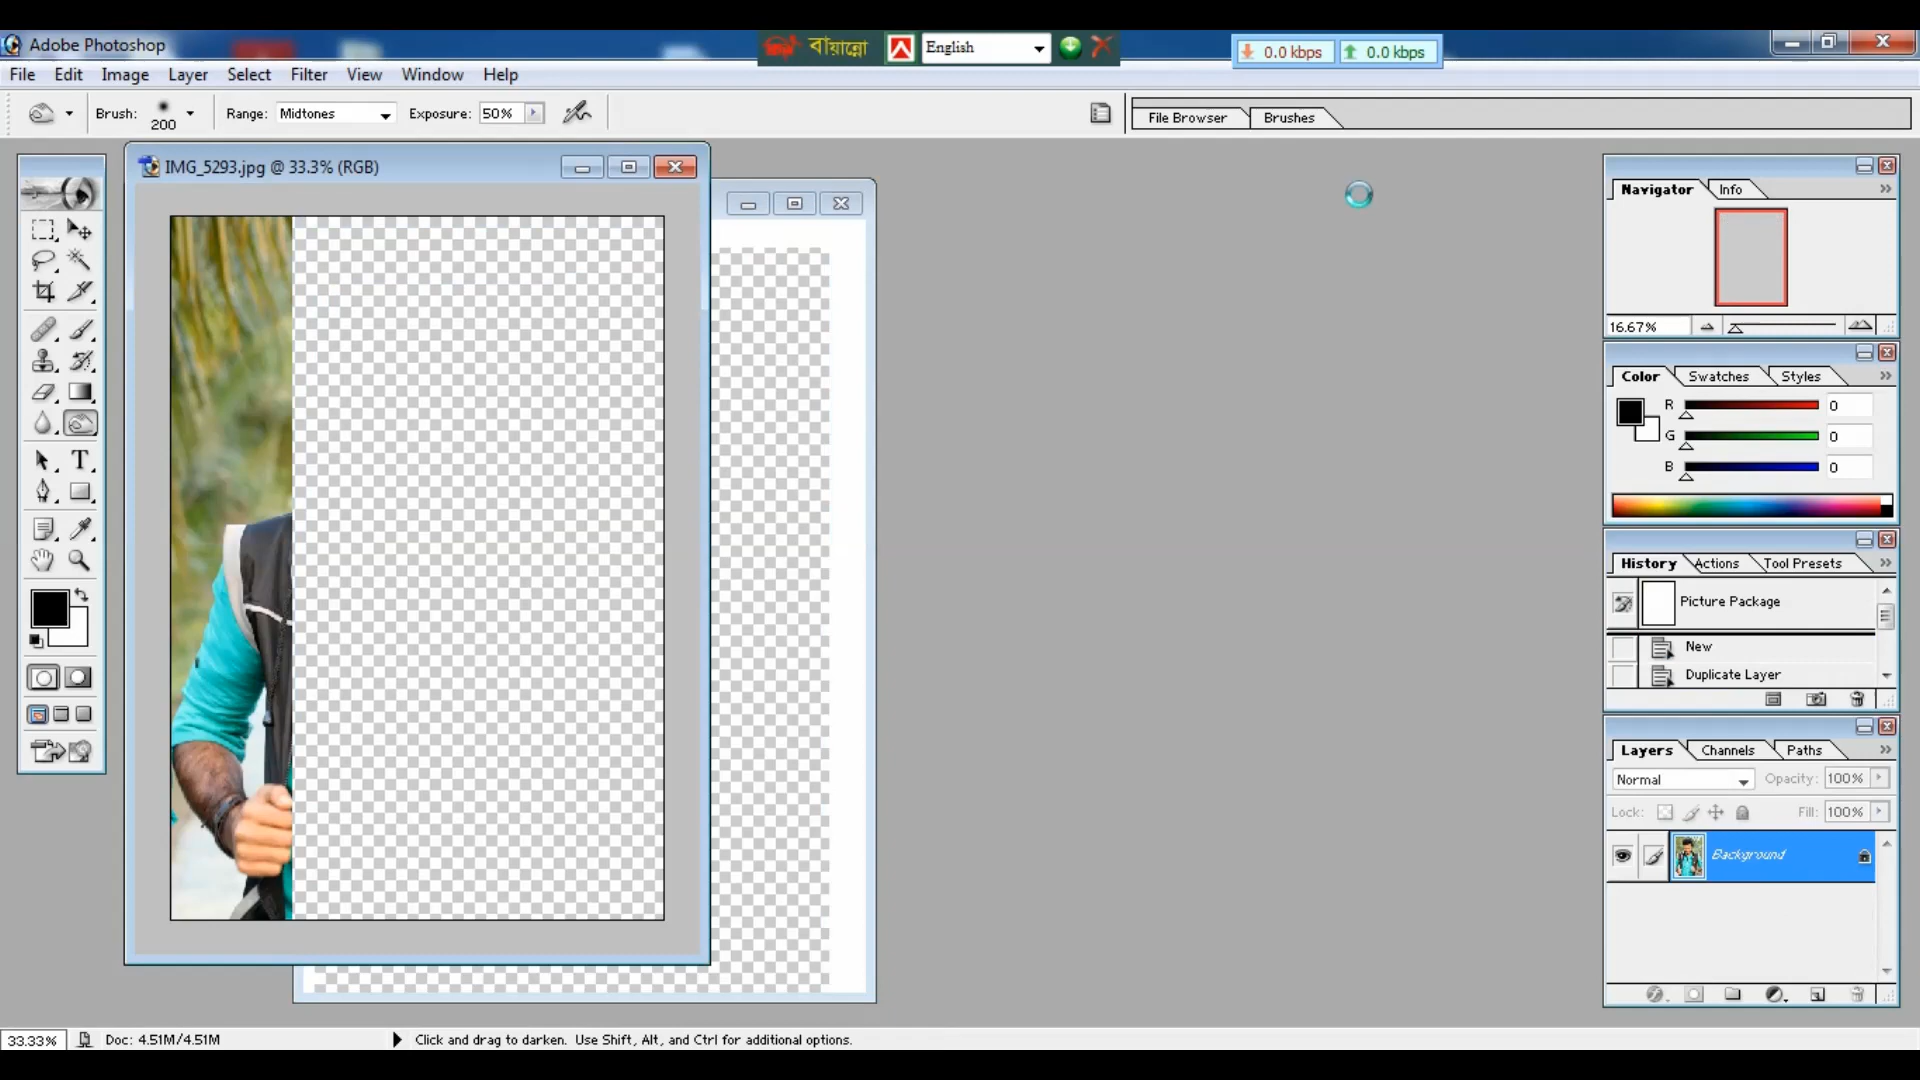 Adobe Photoshop
বায়ান্নো
English
0.0 kbps
0.0 kbps
File Edit Image Layer Select Filter View Window Help
Brush: 200 Range: Midtones Exposure: 50%
File Browser Brushes
IMG_5293.jpg @ 33.3% (RGB)
Navigator Info
16.67%
Color Swatches Styles
R 0
G 0
B 0
History Actions Tool Presets
Picture Package
New
Duplicate Layer
Layers Channels Paths
Normal Opacity: 100%
Lock: Fill: 100%
Background
33.33% Doc: 4.51M/4.51M Click and drag to darken. Use Shift, Alt, and Ctrl for additional options.